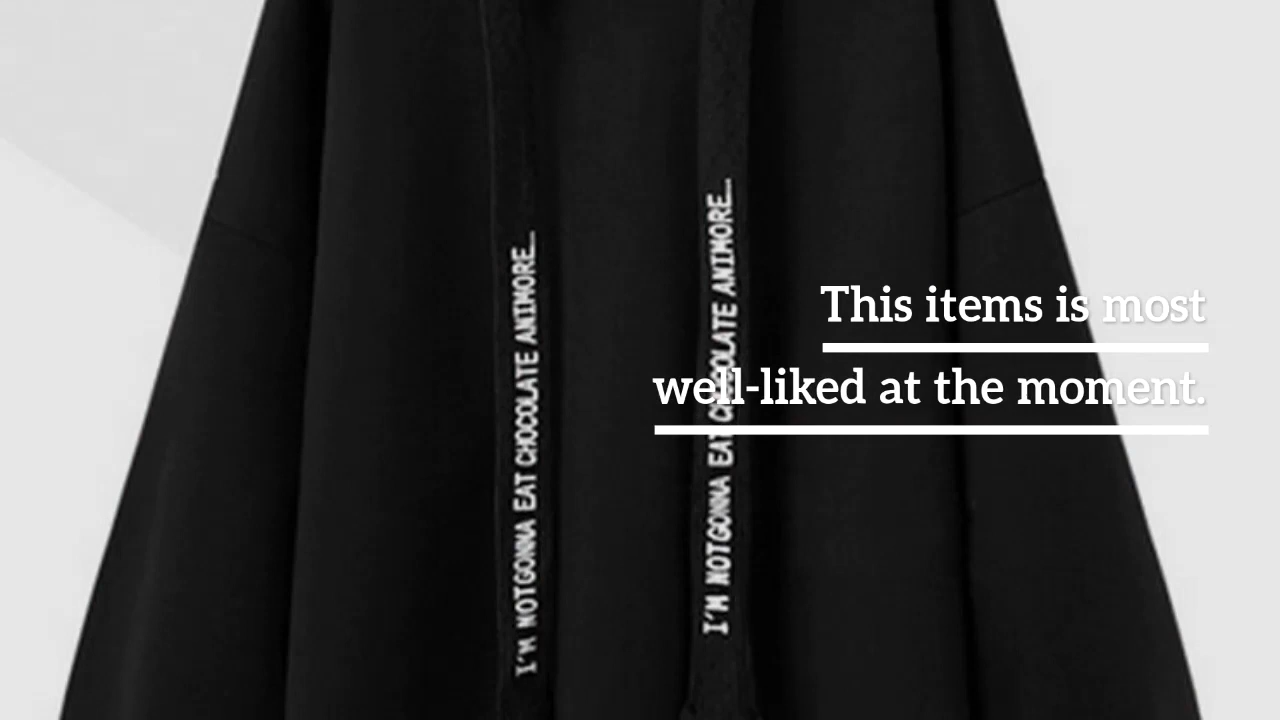 I'M NOTGONNA EAT CHOCOLATE ANIMORE...
I'M NOTGONNA EAT CHOCOLATE ANIMORE...
This items is most
well-liked at the moment.